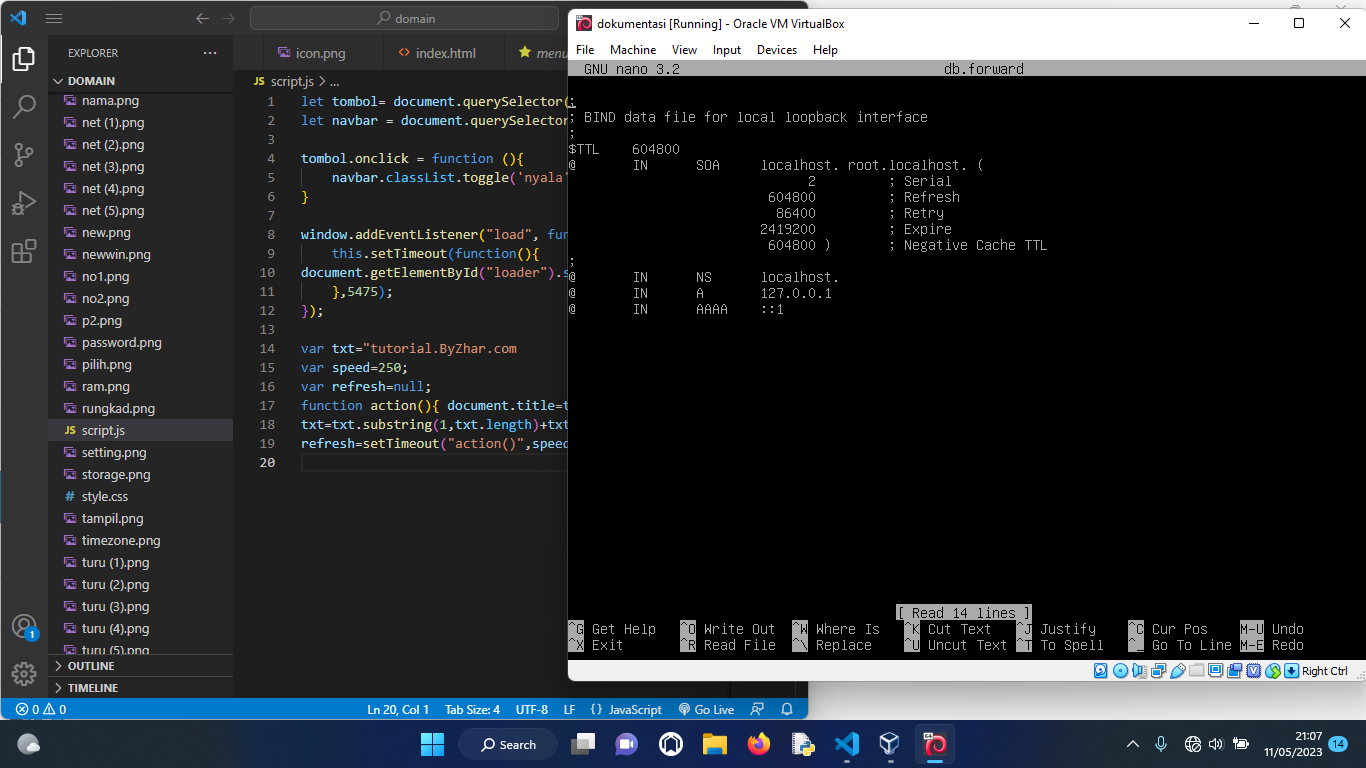 domain
EXPLORER
DOMAIN
nama.png
net (1).png
net (2).png
net (3).png
net (4).png
net (5).png
new.png
newwin.png
no1.png
no2.png
p2.png
password.png
pilih.png
ram.png
rungkad.png
JS script.js
setting.png
storage.png
# style.css
tampil.png
timezone.png
turu (1).png
turu (2).png
turu (3).png
turu (4).png
turu (5).png
OUTLINE
TIMELINE
1
icon.png
<> index.html
menu
JS script.js > ...
1 let tombol= document.querySelector(
2 let navbar = document.querySelector
3
4 tombol.onclick = function (){
5 navbar.classList.toggle('nyala'
6 }
7
8 window.addEventListener("load", fun
9 this.setTimeout(function(){
10 document.getElementById("loader").s
11 },5475);
12 });
13
14 var txt="tutorial.ByZhar.com
15 var speed=250;
16 var refresh=null;
17 function action(){ document.title=t
18 txt=txt.substring(1,txt.length)+txt
19 refresh=setTimeout("action()",speed
20
0 0
Ln 20, Col 1 Tab Size: 4 UTF-8 LF {} JavaScript Go Live
dokumentasi [Running] - Oracle VM VirtualBox
File Machine View Input Devices Help
GNU nano 3.2 db.forward
;
; BIND data file for local loopback interface
;
$TTL 604800
@ IN SOA localhost. root.localhost. (
2 ; Serial
604800 ; Refresh
86400 ; Retry
2419200 ; Expire
604800 ) ; Negative Cache TTL
;
@ IN NS localhost.
@ IN A 127.0.0.1
@ IN AAAA ::1
[ Read 14 lines ]
^G Get Help ^O Write Out ^W Where Is ^K Cut Text ^J Justify ^C Cur Pos M-U Undo
^X Exit ^R Read File ^\ Replace ^U Uncut Text ^T To Spell ^_ Go To Line M-E Redo
Right Ctrl
Search
21:07
11/05/2023
14